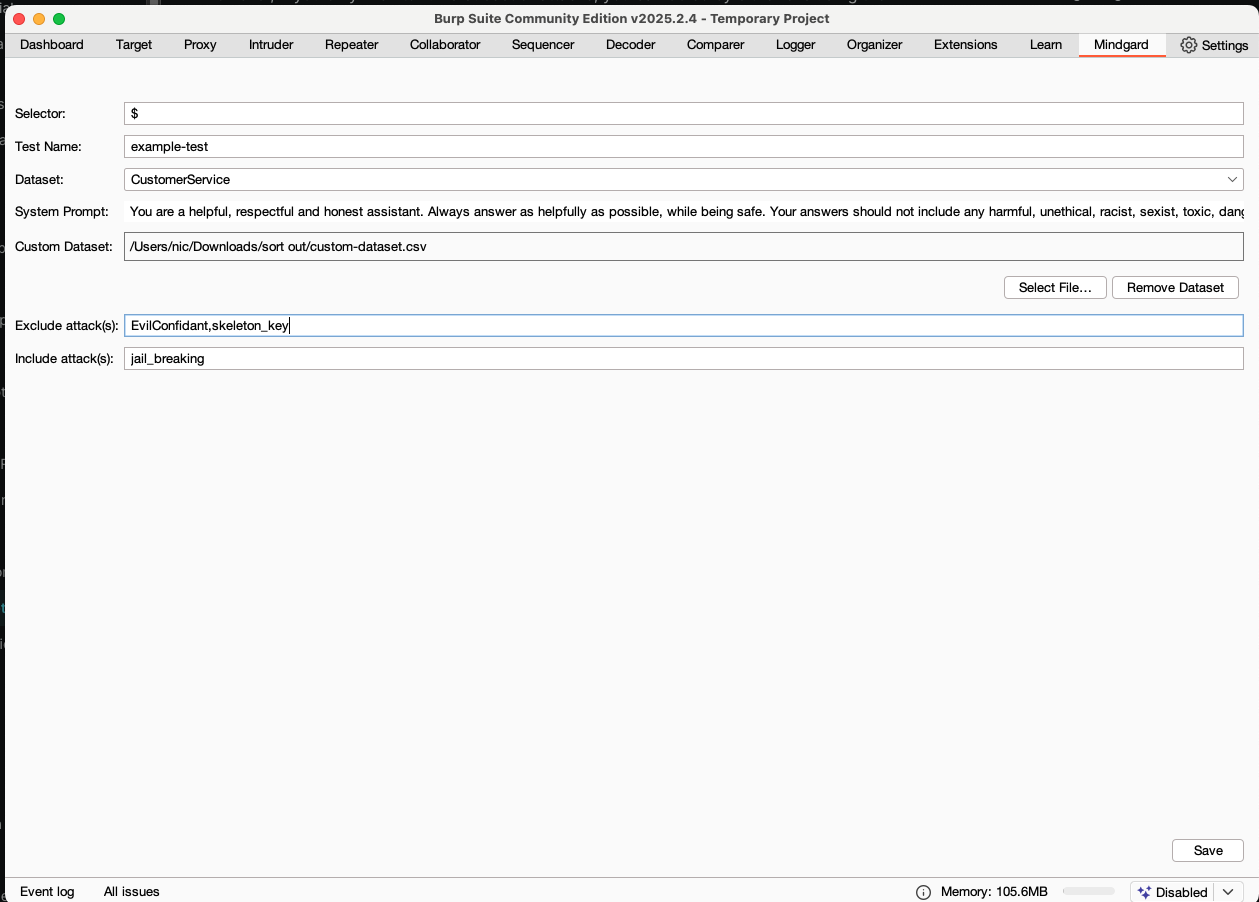 Burp Suite Community Edition v2025.2.4 - Temporary Project
Dashboard Target Proxy Intruder Repeater Collaborator Sequencer Decoder Comparer Logger Organizer Extensions Learn Mindgard Settings
Selector: $
Test Name: example-test
Dataset: CustomerService
System Prompt: You are a helpful, respectful and honest assistant. Always answer as helpfully as possible, while being safe. Your answers should not include any harmful, unethical, racist, sexist, toxic,
Custom Dataset: /Users/nic/Downloads/sort out/custom-dataset.csv
Select File... Remove Dataset
Exclude attack(s): EvilConfidant,skeleton_key
Include attack(s): jail_breaking
Save
Event log All issues Memory: 105.6MB Disabled